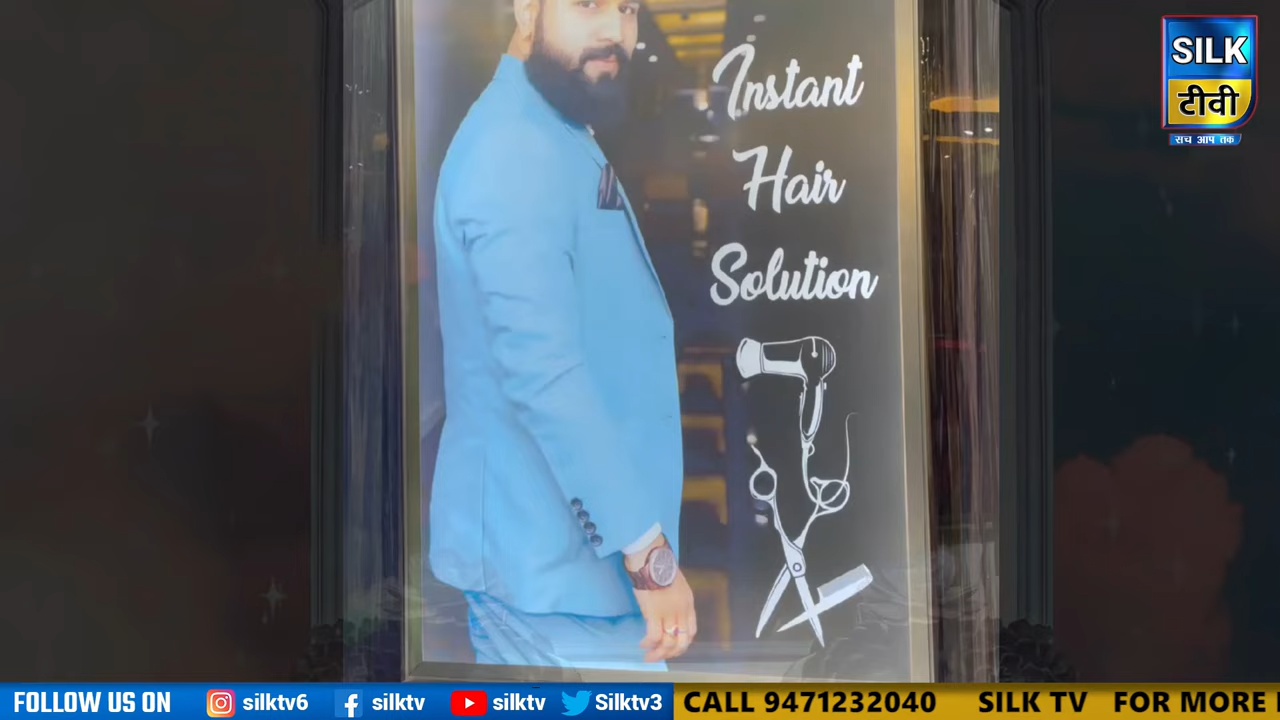 SILK
टीवी
सच आप तक
Instant
Hair
Solution
FOLLOW US ON silktv6 silktv silktv Silktv3 CALL 9471232040 SILK TV FOR MORE